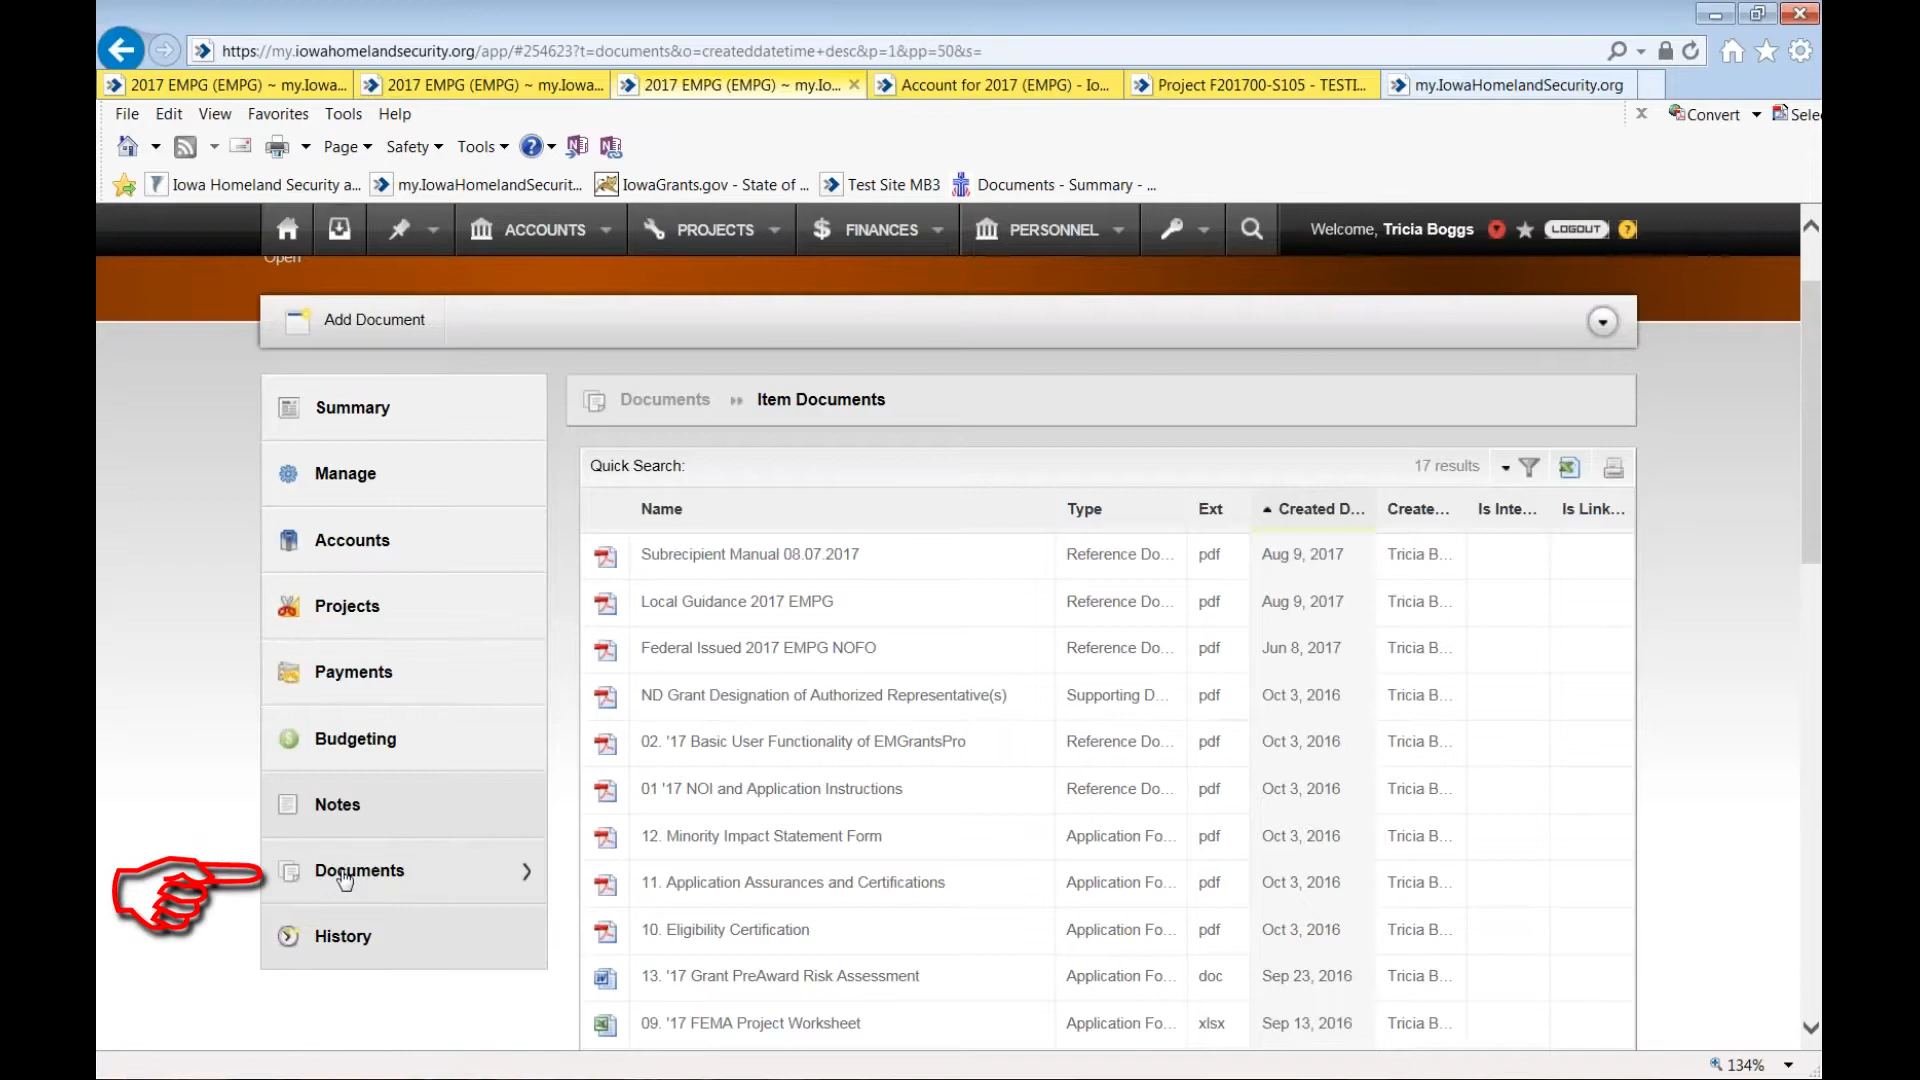 https://my.iowahomelandsecurity.org/app/#254623?t=documents&o=createddatetime+desc&p=1&pp=50&s=
2017 EMPG (EMPG) ~ my.Iowa... 2017 EMPG (EMPG) ~ my.Iowa... 2017 EMPG (EMPG) ~ my.Io... Account for 2017 (EMPG) - Io... Project F201700-S105 - TESTI... my.IowaHomelandSecurity.org
File Edit View Favorites Tools Help x Convert Sele
Page Safety Tools
Iowa Homeland Security a... my.IowaHomelandSecurit... IowaGrants.gov - State of ... Test Site MB3 Documents - Summary - ...
ACCOUNTS PROJECTS FINANCES PERSONNEL Welcome, Tricia Boggs LOGOUT ?
Open
Add Document
Summary
Manage
Accounts
Projects
Payments
Budgeting
Notes
Documents
History
Documents Item Documents
Quick Search: 17 results
Name Type Ext Created D... Create... Is Inte... Is Link...
Subrecipient Manual 08.07.2017 Reference Do... pdf Aug 9, 2017 Tricia B...
Local Guidance 2017 EMPG Reference Do... pdf Aug 9, 2017 Tricia B...
Federal Issued 2017 EMPG NOFO Reference Do... pdf Jun 8, 2017 Tricia B...
ND Grant Designation of Authorized Representative(s) Supporting D... pdf Oct 3, 2016 Tricia B...
02. '17 Basic User Functionality of EMGrantsPro Reference Do... pdf Oct 3, 2016 Tricia B...
01 '17 NOI and Application Instructions Reference Do... pdf Oct 3, 2016 Tricia B...
12. Minority Impact Statement Form Application Fo... pdf Oct 3, 2016 Tricia B...
11. Application Assurances and Certifications Application Fo... pdf Oct 3, 2016 Tricia B...
10. Eligibility Certification Application Fo... pdf Oct 3, 2016 Tricia B...
13. '17 Grant PreAward Risk Assessment Application Fo... doc Sep 23, 2016 Tricia B...
09. '17 FEMA Project Worksheet Application Fo... xlsx Sep 13, 2016 Tricia B...
134%